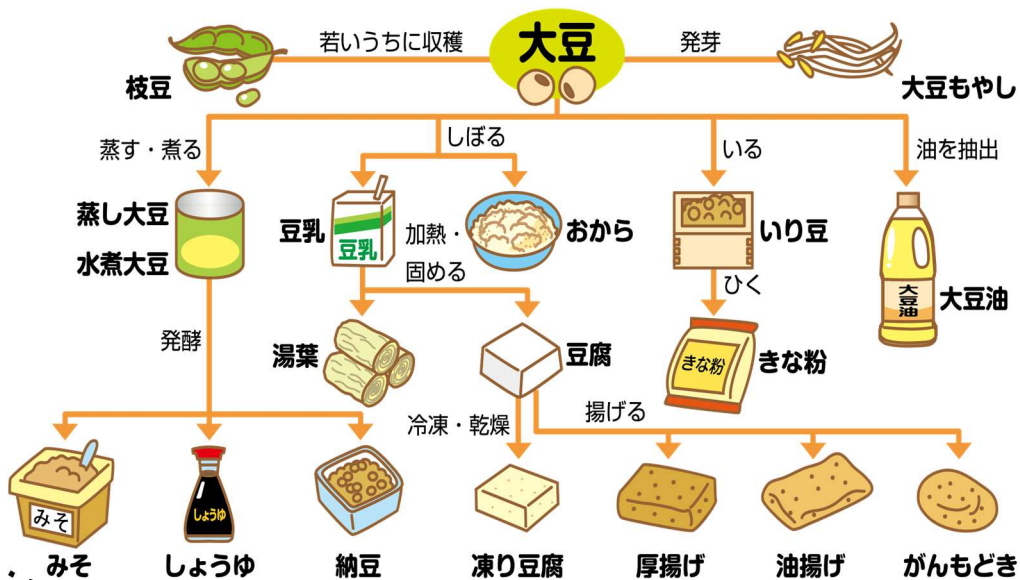 大豆
若いうちに収穫
発芽
枝豆
大豆もやし
蒸す・煮る
しぼる
いる
油を抽出
蒸し大豆
水煮大豆
豆乳
豆乳
加熱・
固める
おから
いり豆
大豆油
大豆油
発酵
ひく
湯葉
豆腐
きな粉
きな粉
冷凍・乾燥
揚げる
みそ
しょうゆ
みそ
しょうゆ
納豆
凍り豆腐
厚揚げ
油揚げ
がんもどき